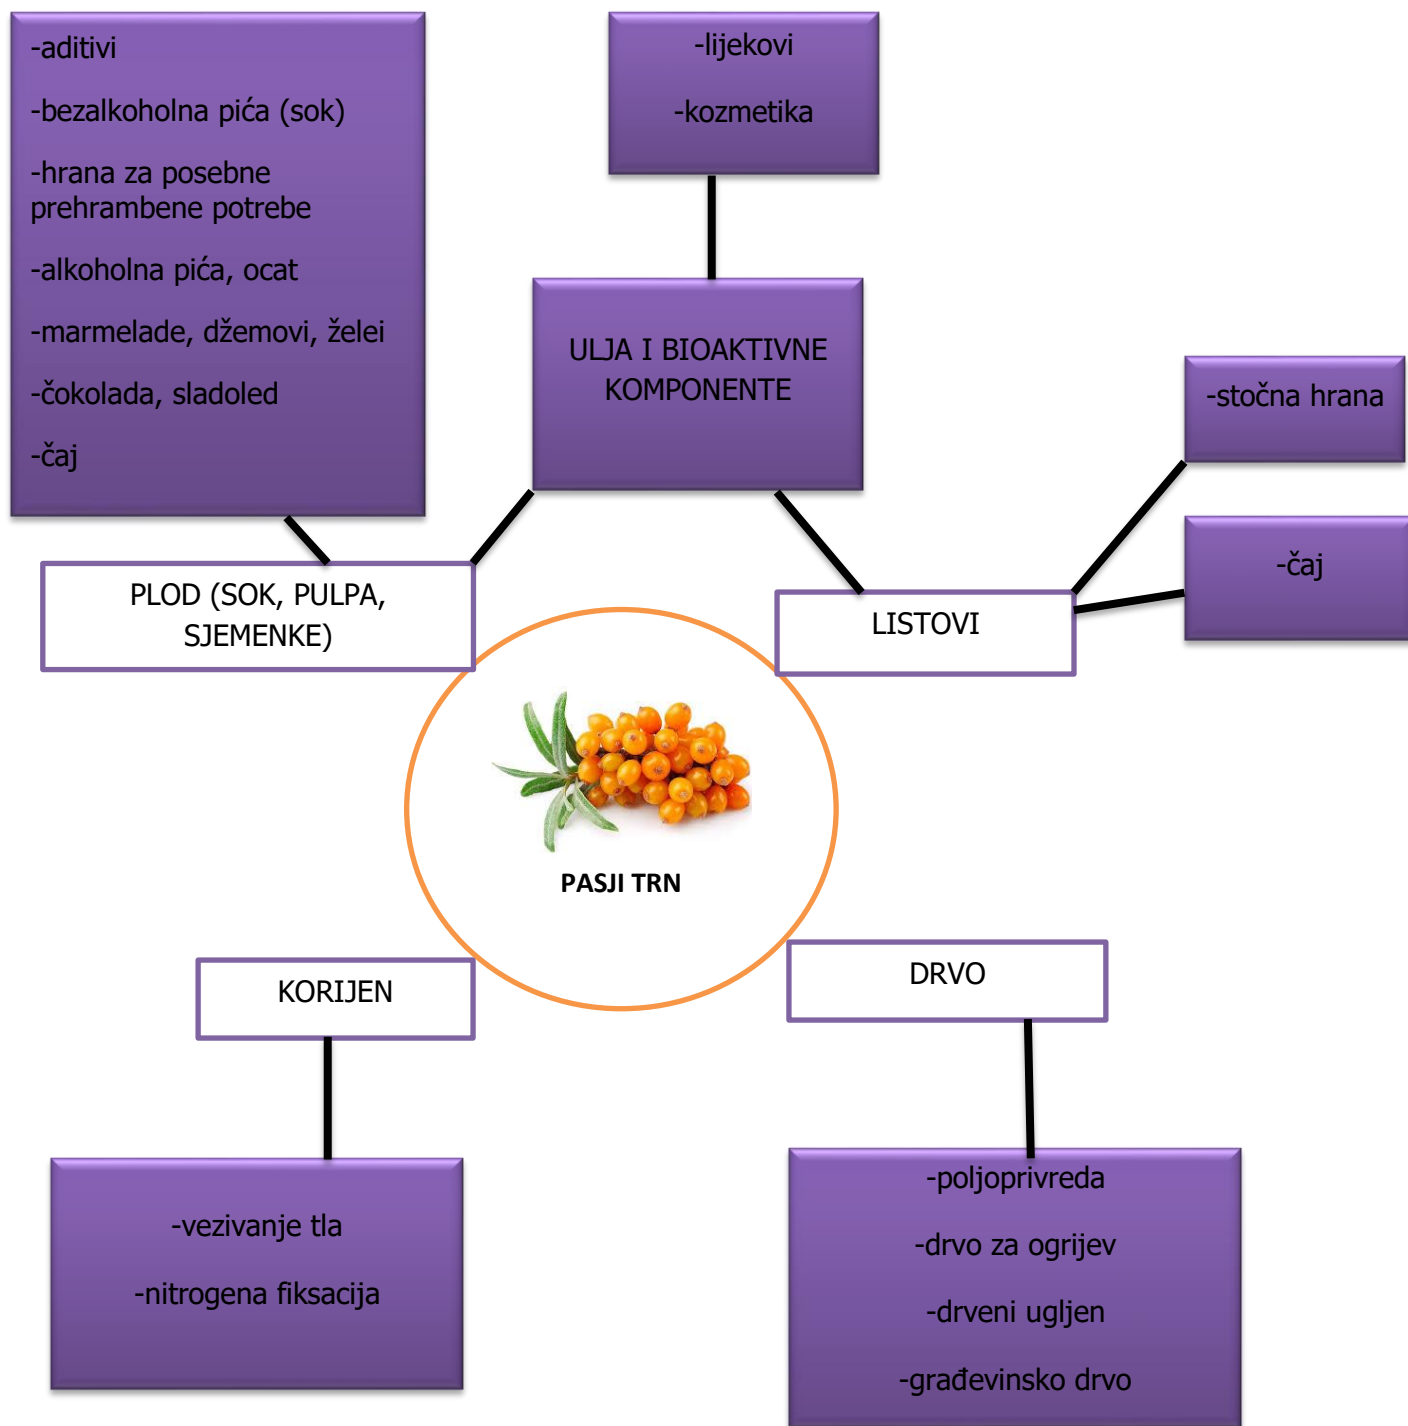 -aditivi
-bezalkoholna pića (sok)
-hrana za posebne
prehrambene potrebe
-alkoholna pića, ocat
-marmelade, džemovi, želei
-čokolada, sladoled
-čaj
-lijekovi
-kozmetika
ULJA I BIOAKTIVNE
KOMPONENTE
-stočna hrana
-čaj
PLOD (SOK, PULPA,
SJEMENKE)
LISTOVI
PASJI TRN
KORIJEN
DRVO
-vezivanje tla
-nitrogena fiksacija
-poljoprivreda
-drvo za ogrijev
-drveni ugljen
-građevinsko drvo